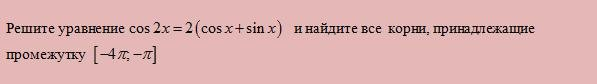 Решите уравнение cos 2x = 2(cos x + sin x) и найдите все корни, принадлежащие
промежутку [−4π; −π]